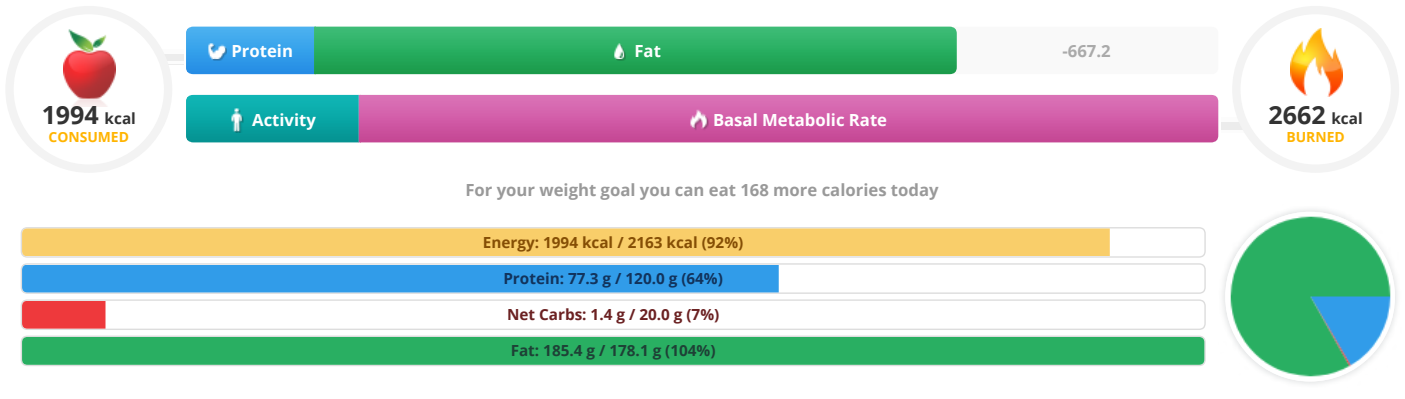 Protein
Fat
-667.2
1994 kcal
CONSUMED
2662 kcal
BURNED
Activity
Basal Metabolic Rate
For your weight goal you can eat 168 more calories today
Energy: 1994 kcal / 2163 kcal (92%)
Protein: 77.3 g / 120.0 g (64%)
Net Carbs: 1.4 g / 20.0 g (7%)
Fat: 185.4 g / 178.1 g (104%)